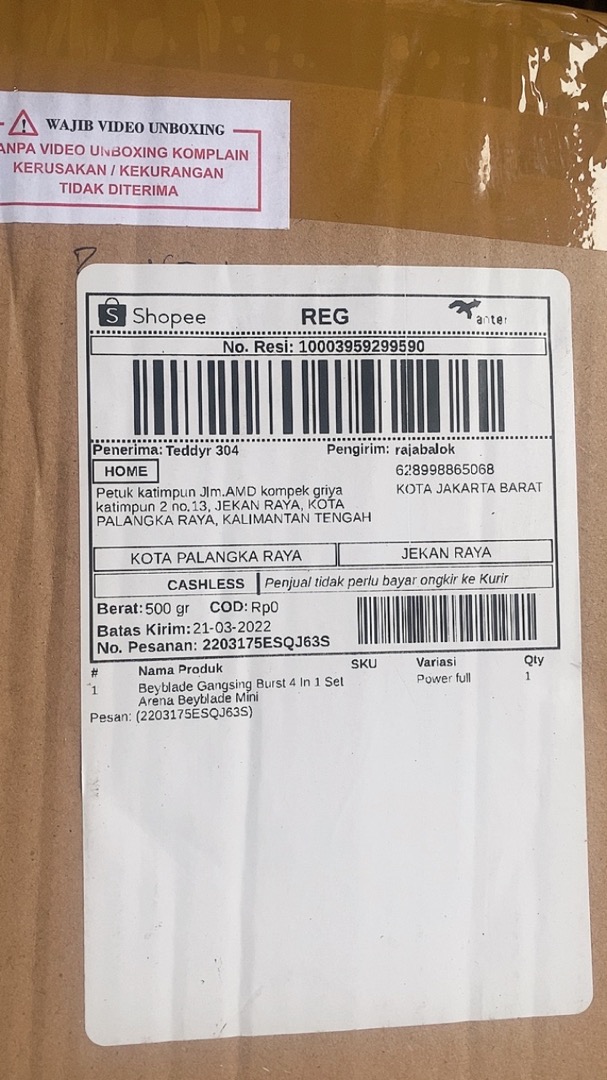 WAJIB VIDEO UNBOXING
ANPA VIDEO UNBOXING KOMPLAIN
KERUSAKAN / KEKURANGAN
TIDAK DITERIMA
S Shopee REG anter
No. Resi: 10003959299590
Penerima: Teddyr 304 Pengirim: rajabalok
HOME 628998865068
Petuk katimpun Jlm.AMD kompek griya KOTA JAKARTA BARAT
katimpun 2 no.13, JEKAN RAYA, KOTA
PALANGKA RAYA, KALIMANTAN TENGAH
KOTA PALANGKA RAYA JEKAN RAYA
CASHLESS Penjual tidak perlu bayar ongkir ke Kurir
Berat: 500 gr COD: Rp0
Batas Kirim: 21-03-2022
No. Pesanan: 2203175ESQJ63S
# Nama Produk SKU Variasi Qty
1 Beyblade Gangsing Burst 4 In 1 Set Power full 1
Arena Beyblade Mini
Pesan: (2203175ESQJ63S)